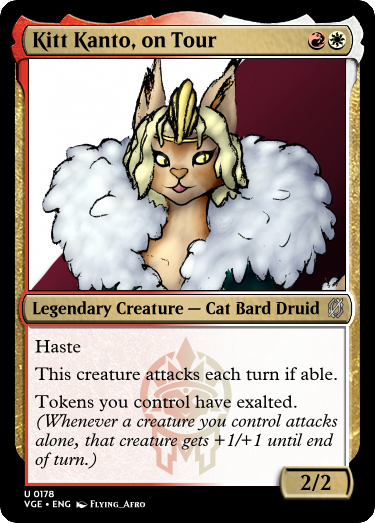 Kitt Kanto, on Tour
Legendary Creature — Cat Bard Druid
Haste
This creature attacks each turn if able.
Tokens you control have exalted.
(Whenever a creature you control attacks
alone, that creature gets +1/+1 until end
of turn.)
2/2
U 0178
VGE • ENG Flying_Afro